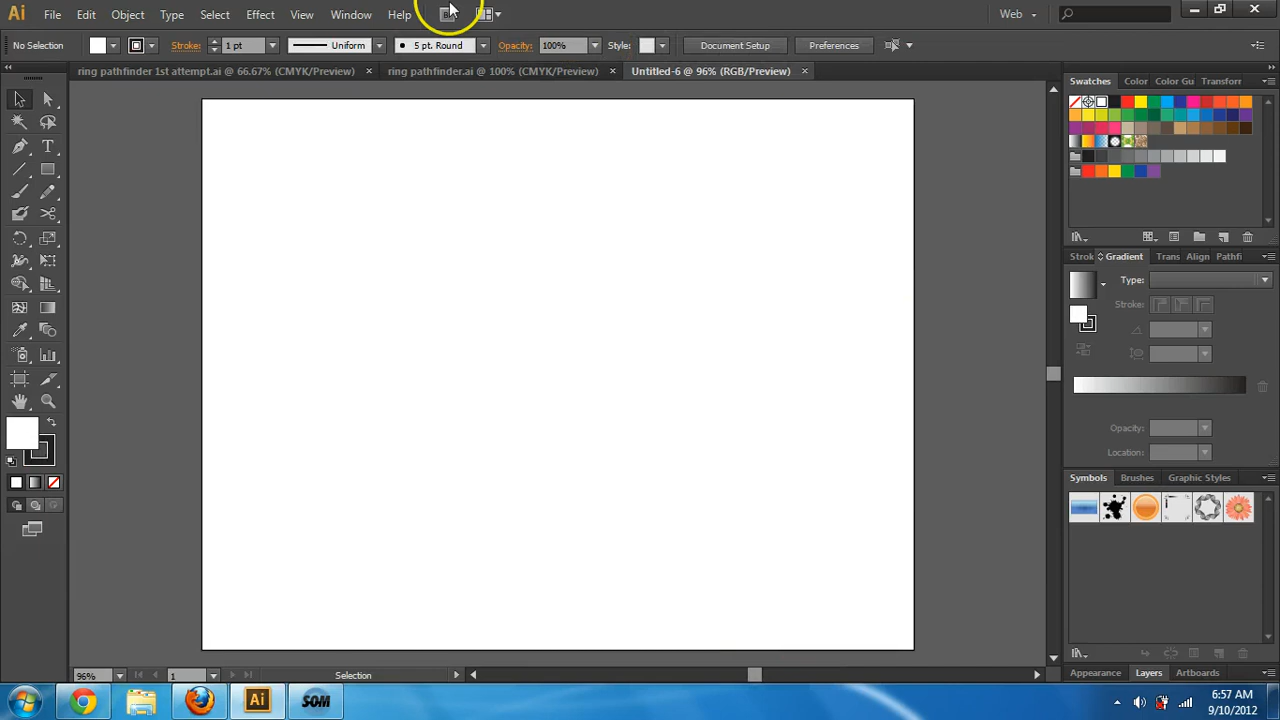 Ai File Edit Object Type Select Effect View Window Help Br Web
No Selection Stroke: 1 pt Uniform 5 pt. Round Opacity: 100% Style: Document Setup Preferences
ring pathfinder 1st attempt.ai @ 66.67% (CMYK/Preview) × ring pathfinder.ai @ 100% (CMYK/Preview) × Untitled-6 @ 96% (RGB/Preview) ×
Swatches Color Color Gu Transform
T
Strok Gradient Trans Align Pathfi
Type:
Stroke:
Opacity:
Location:
Symbols Brushes Graphic Styles
96% 1 Selection
Appearance Layers Artboards
Ai SOM
6:57 AM
9/10/2012